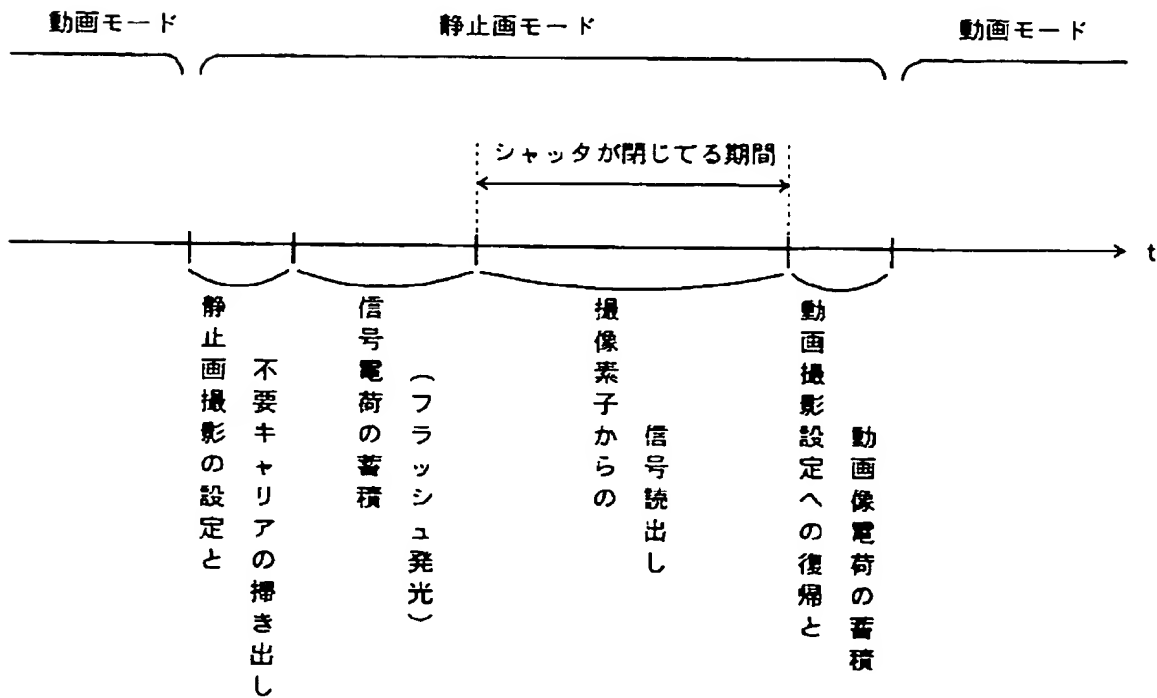 動画モード
静止画モード
動画モード
シャッタが閉じてる期間
t
静止画撮影の設定と
不要キャリアの掃き出し
信号電荷の蓄積
(フラッシュ発光)
撮像素子からの
信号読出し
動画撮影設定への復帰と
動画像電荷の蓄積